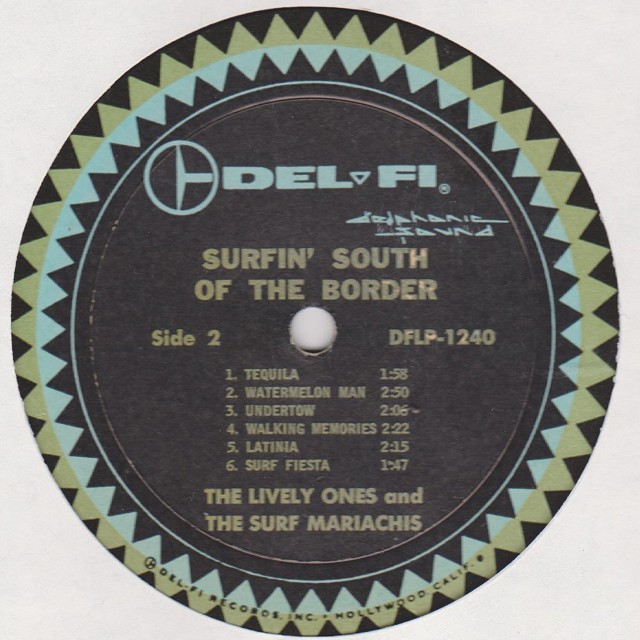 DEL-FI ®
delphonic
sound
SURFIN' SOUTH
OF THE BORDER
Side 2 DFLP-1240
1. TEQUILA 1:58
2. WATERMELON MAN 2:50
3. UNDERTOW 2:06
4. WALKING MEMORIES 2:22
5. LATINIA 2:15
6. SURF FIESTA 1:47
THE LIVELY ONES and
THE SURF MARIACHIS
DEL-FI RECORDS, INC. • HOLLYWOOD, CALIF. ®